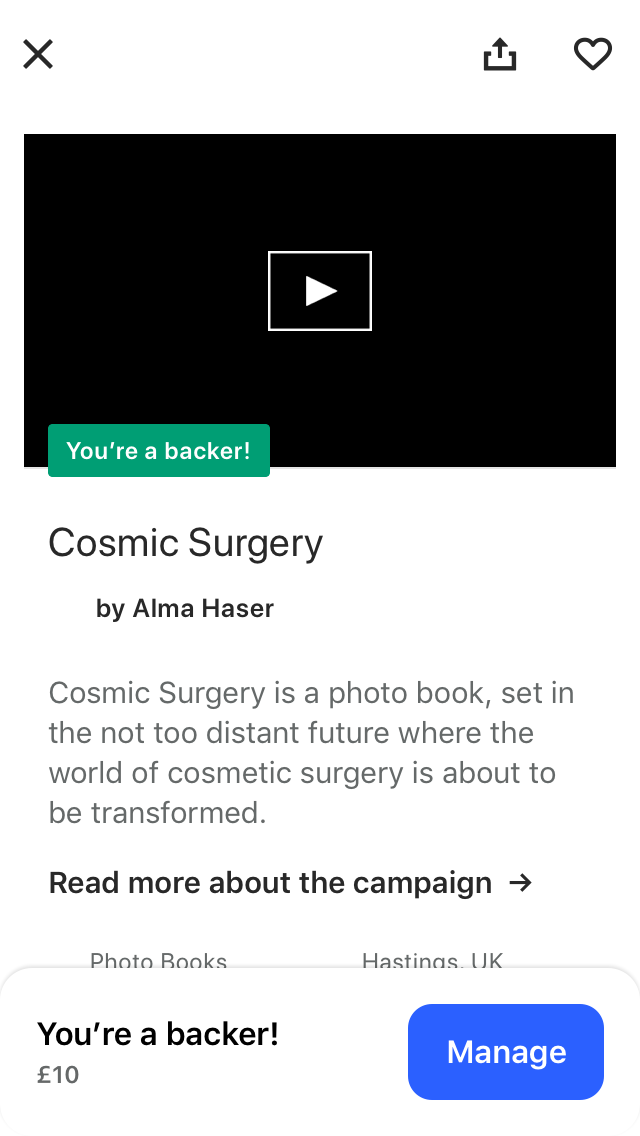 You’re a backer!
Cosmic Surgery
by Alma Haser
Cosmic Surgery is a photo book, set in
the not too distant future where the
world of cosmetic surgery is about to
be transformed.
Read more about the campaign →
Photo Books
Hastings, UK
You’re a backer!
£10
Manage